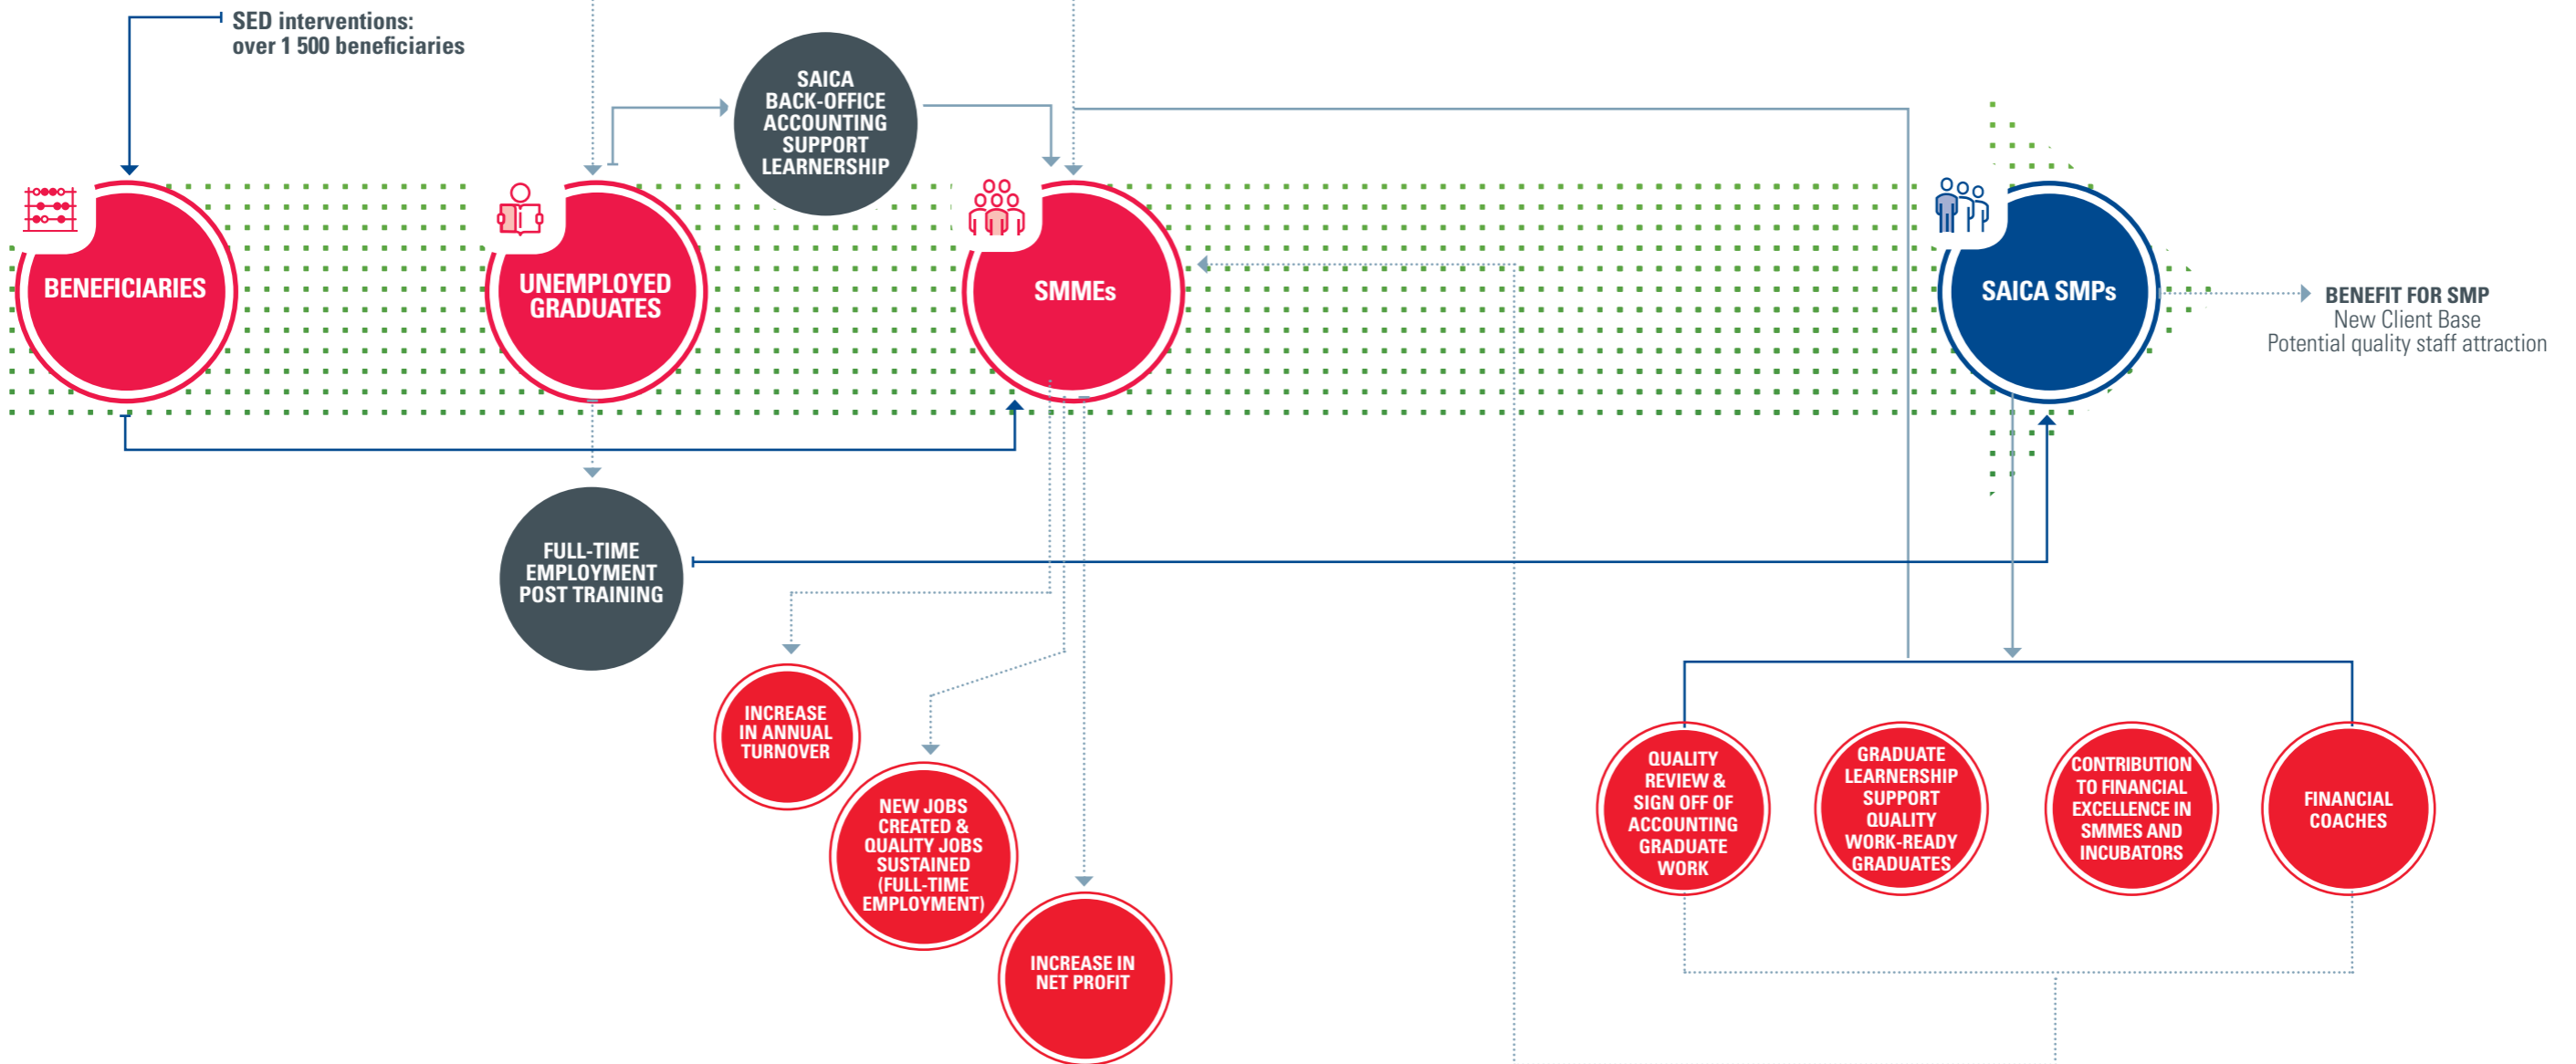 SED interventions:
over 1 500 beneficiaries
SAICA
BACK-OFFICE
ACCOUNTING
SUPPORT
LEARNERSHIP
BENEFICIARIES
UNEMPLOYED
GRADUATES
SMMEs
SAICA SMPs
BENEFIT FOR SMP
New Client Base
Potential quality staff attraction
FULL-TIME
EMPLOYMENT
POST TRAINING
INCREASE
IN ANNUAL
TURNOVER
NEW JOBS
CREATED &
QUALITY JOBS
SUSTAINED
(FULL-TIME
EMPLOYMENT)
INCREASE IN
NET PROFIT
QUALITY
REVIEW &
SIGN OFF OF
ACCOUNTING
GRADUATE
WORK
GRADUATE
LEARNERSHIP
SUPPORT
QUALITY
WORK-READY
GRADUATES
CONTRIBUTION
TO FINANCIAL
EXCELLENCE IN
SMMES AND
INCUBATORS
FINANCIAL
COACHES